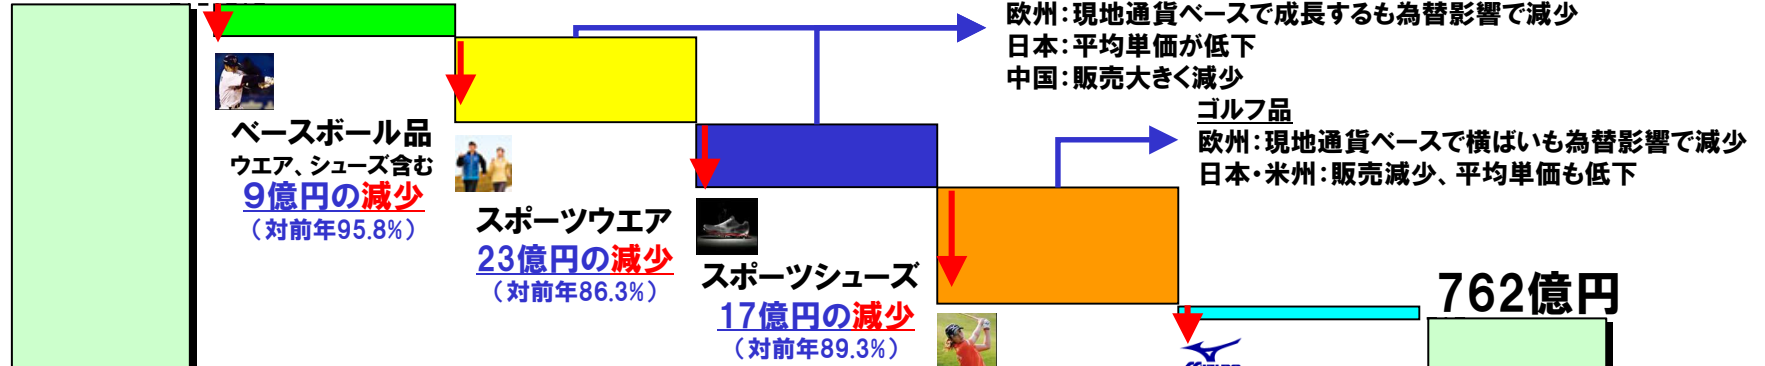 欧州：現地通貨ベースで成長するも為替影響で減少
日本：平均単価が低下
中国：販売大きく減少
ゴルフ品
欧州：現地通貨ベースで横ばいも為替影響で減少
日本・米州：販売減少、平均単価も低下
ベースボール品
ウエア、シューズ含む
9億円の減少
（対前年95.8%）
スポーツウエア
23億円の減少
（対前年86.3%）
スポーツシューズ
17億円の減少
（対前年89.3%）
762億円